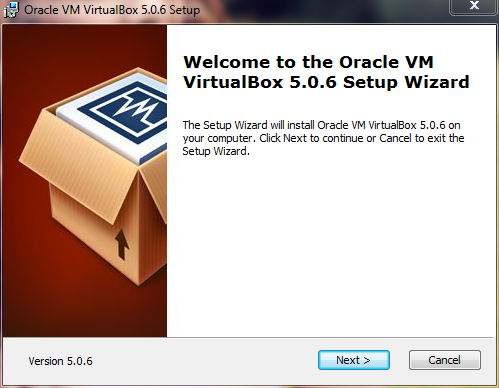 Oracle VM VirtualBox 5.0.6 Setup
Welcome to the Oracle VM
VirtualBox 5.0.6 Setup Wizard
The Setup Wizard will install Oracle VM VirtualBox 5.0.6 on
your computer. Click Next to continue or Cancel to exit the
Setup Wizard.
Version 5.0.6
Next >
Cancel